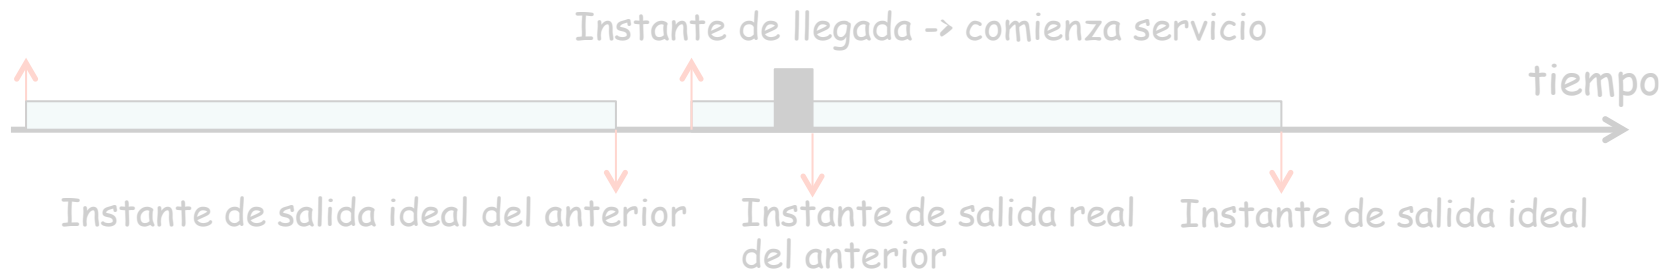 Instante de llegada -> comienza servicio
tiempo
Instante de salida ideal del anterior
Instante de salida real
del anterior
Instante de salida ideal